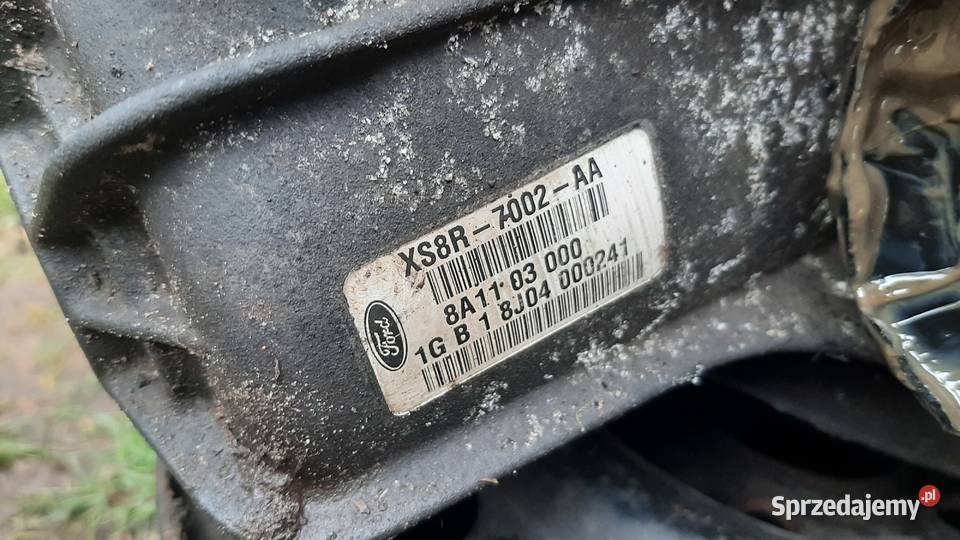 XS8R-7002-AA
8A11 03 000
1G B 1 8J04 000241
Ford
Sprzedajemy.pl